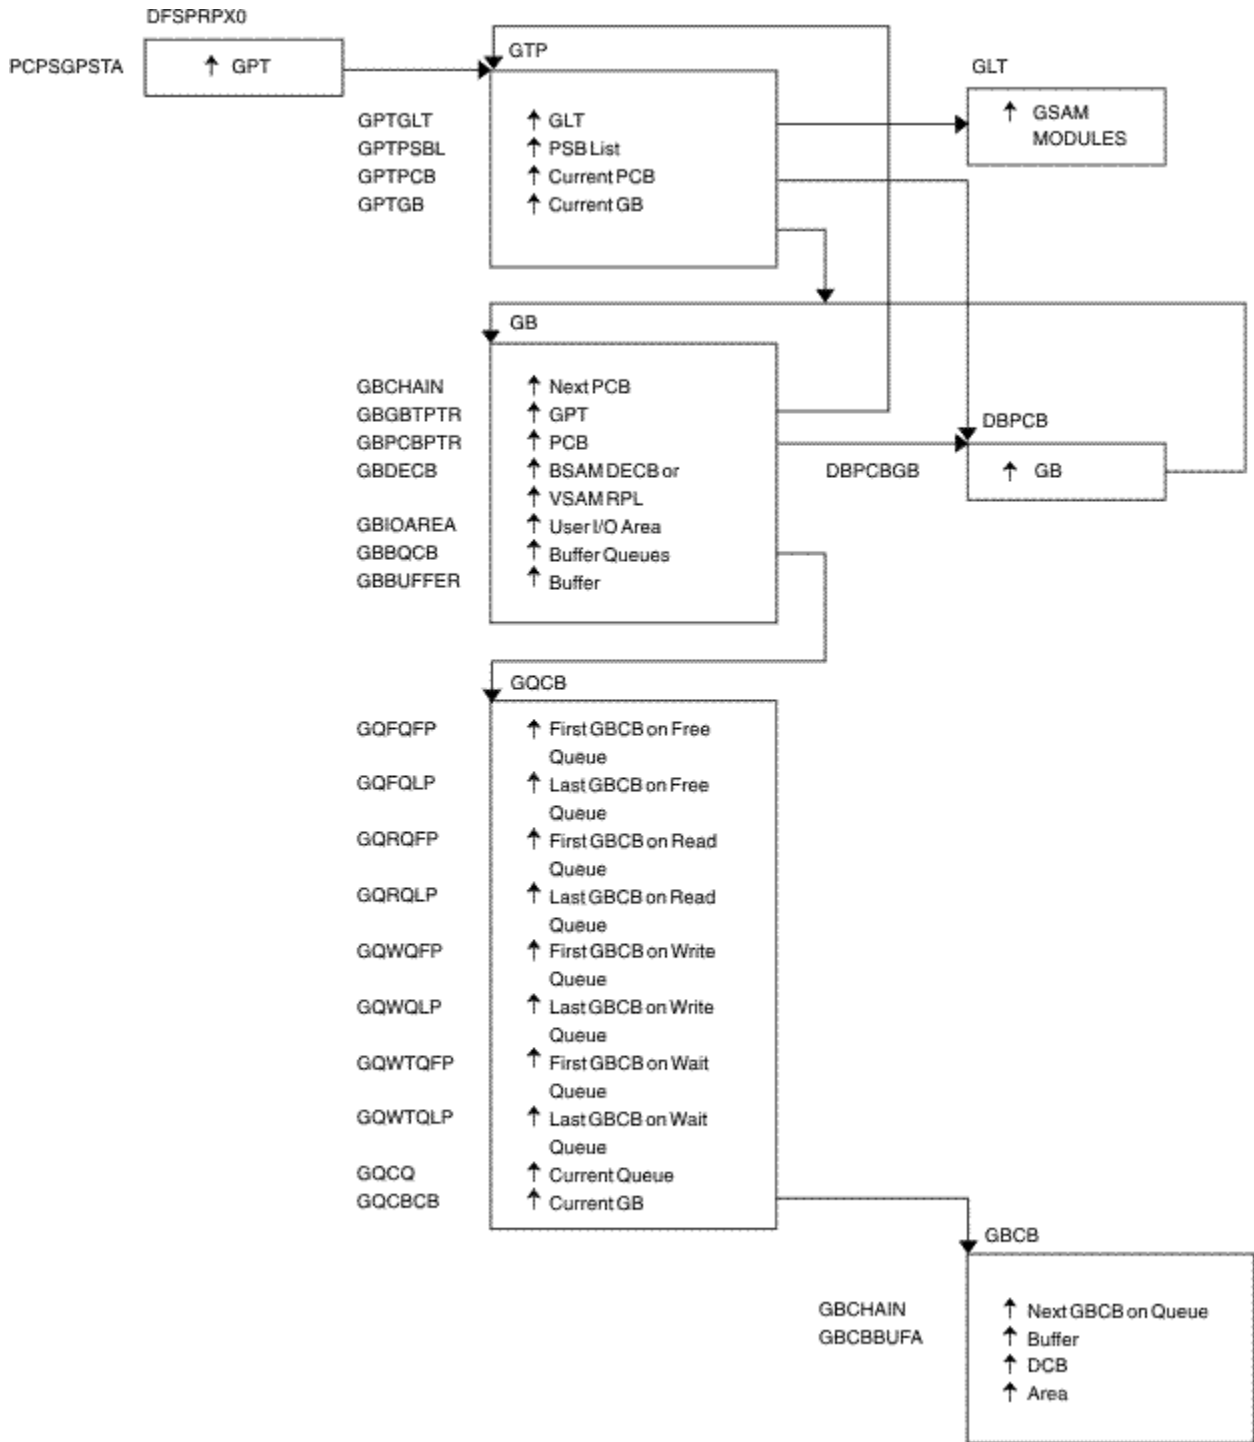 DFSPRPX0
PCPSGPSTA ↑ GPT
GTP
GLT
GPTGLT ↑ GLT
↑ GSAM
MODULES
GPTPSBL ↑ PSB List
GPTPCB ↑ Current PCB
GPTGB ↑ Current GB
GB
GBCHAIN ↑ Next PCB
GBGBTPTR ↑ GPT
DBPCB
GBPCBPTR ↑ PCB
GBDECB ↑ BSAM DECB or
DBPCBGB ↑ GB
↑ VSAM RPL
GBIOAREA ↑ User I/O Area
GBBQCB ↑ Buffer Queues
GBBUFFER ↑ Buffer
GQCB
GQFQFP ↑ First GBCB on Free
Queue
GQFQLP ↑ Last GBCB on Free
Queue
GQRQFP ↑ First GBCB on Read
Queue
GQRQLP ↑ Last GBCB on Read
Queue
GQWQFP ↑ First GBCB on Write
Queue
GQWQLP ↑ Last GBCB on Write
Queue
GQWTQFP ↑ First GBCB on Wait
Queue
GQWTQLP ↑ Last GBCB on Wait
Queue
GQCQ ↑ Current Queue
GQCBCB ↑ Current GB
GBCB
GBCHAIN ↑ Next GBCB on Queue
GBCBBUFA ↑ Buffer
↑ DCB
↑ Area